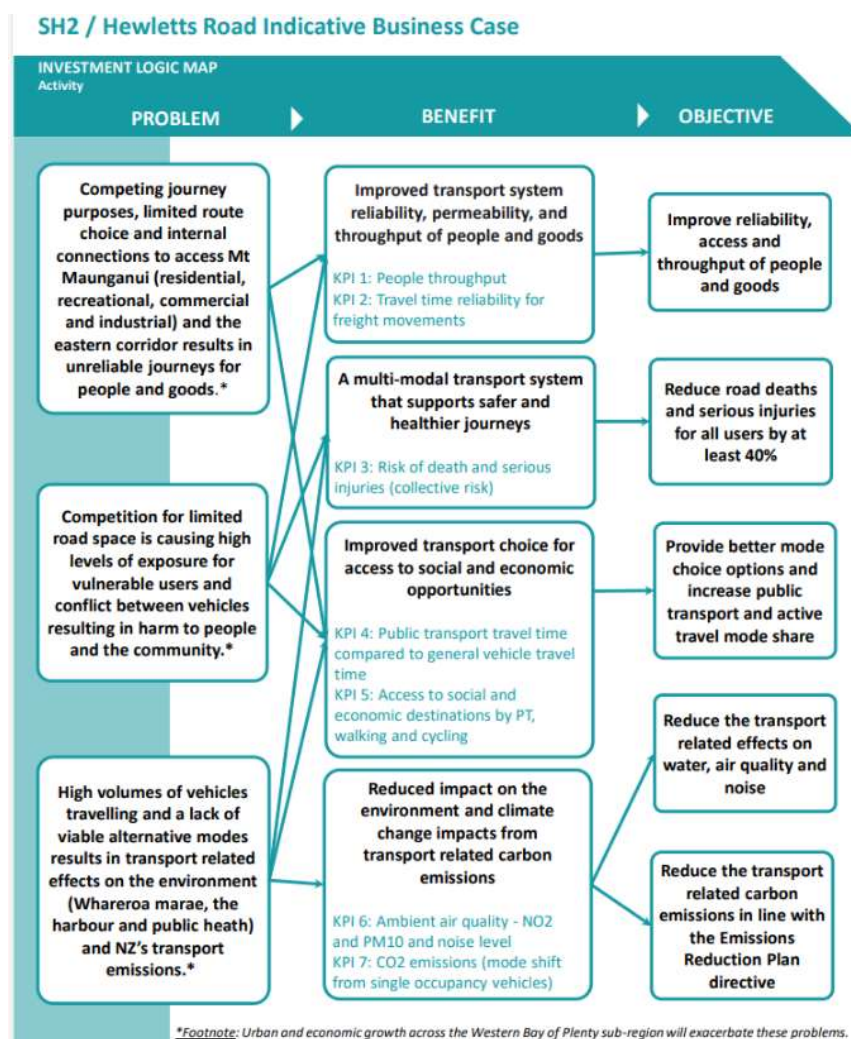 SH2 / Hewletts Road Indicative Business Case
INVESTMENT LOGIC MAP
Activity
PROBLEM
BENEFIT
OBJECTIVE
Competing journey
purposes, limited route
choice and internal
connections to access Mt
Maunganui (residential,
recreational, commercial
and industrial) and the
eastern corridor results in
unreliable journeys for
people and goods.*
Competition for limited
road space is causing high
levels of exposure for
vulnerable users and
conflict between vehicles
resulting in harm to people
and the community.*
High volumes of vehicles
travelling and a lack of
viable alternative modes
results in transport related
effects on the environment
(Whareroa marae, the
harbour and public heath)
and NZ's transport
emissions.*
Improved transport system
reliability, permeability, and
throughput of people and goods
KPI 1: People throughput
KPI 2: Travel time reliability for
freight movements
A multi-modal transport system
that supports safer and
healthier journeys
KPI 3: Risk of death and serious
injuries (collective risk)
Improved transport choice for
access to social and economic
opportunities
KPI 4: Public transport travel time
compared to general vehicle travel
time
KPI 5: Access to social and
economic destinations by PT,
walking and cycling
Reduced impact on the
environment and climate
change impacts from
transport related carbon
emissions
KPI 6: Ambient air quality - NO2
and PM10 and noise level
KPI 7: CO2 emissions (mode shift
from single occupancy vehicles)
Improve reliability,
access and
throughput of people
and goods
Reduce road deaths
and serious injuries
for all users by at
least 40%
Provide better mode
choice options and
increase public
transport and active
travel mode share
Reduce the transport
related effects on
water, air quality and
noise
Reduce the transport
related carbon
emissions in line with
the Emissions
Reduction Plan
directive
*Footnote: Urban and economic growth across the Western Bay of Plenty sub-region will exacerbate these problems.